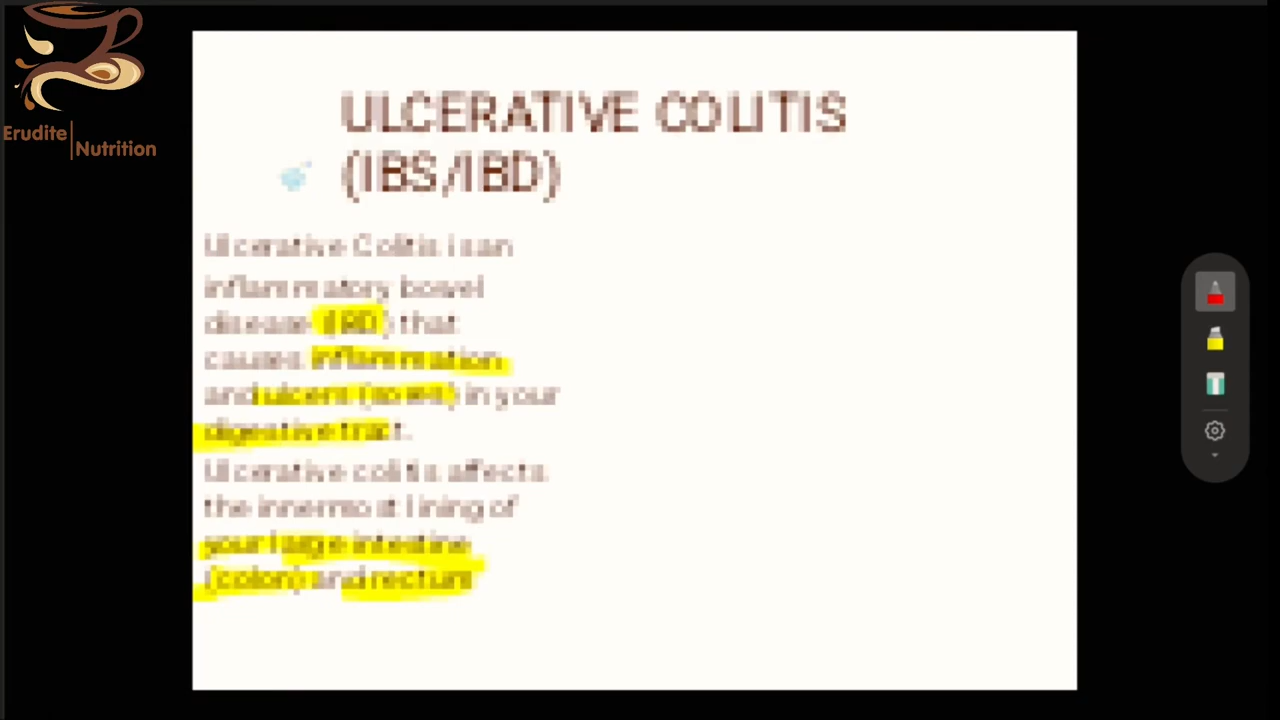 Erudite
Nutrition
ULCERATIVE COLITIS
(IBS/IBD)
Ulcerative Colitis is an
inflammatory bowel
disease (IBD) that
causes inflammation
and ulcers (sores) in your
digestive tract.
Ulcerative colitis affects
the innermost lining of
your large intestine
(colon) and rectum